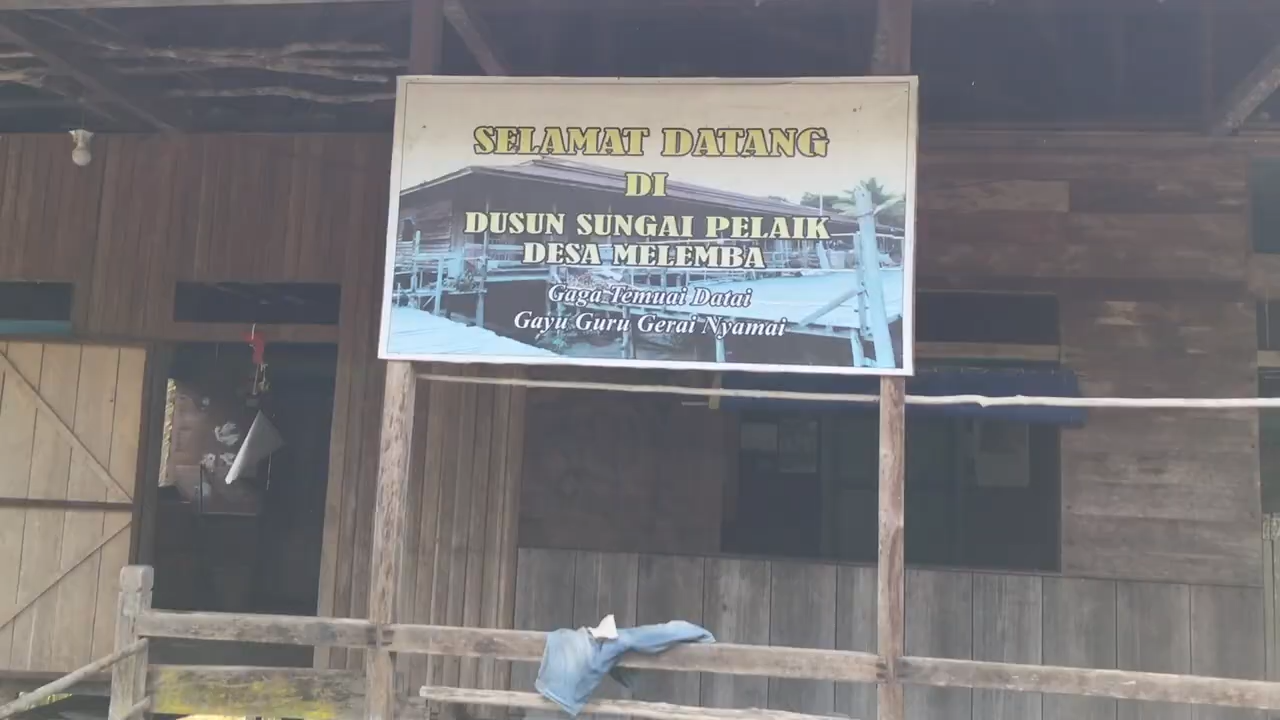 SELAMAT DATANG
DI
DUSUN SUNGAI PELAIK
DESA MELEMBA
Gaga Temuai Datai
Gayu Guru Gerai Nyamai